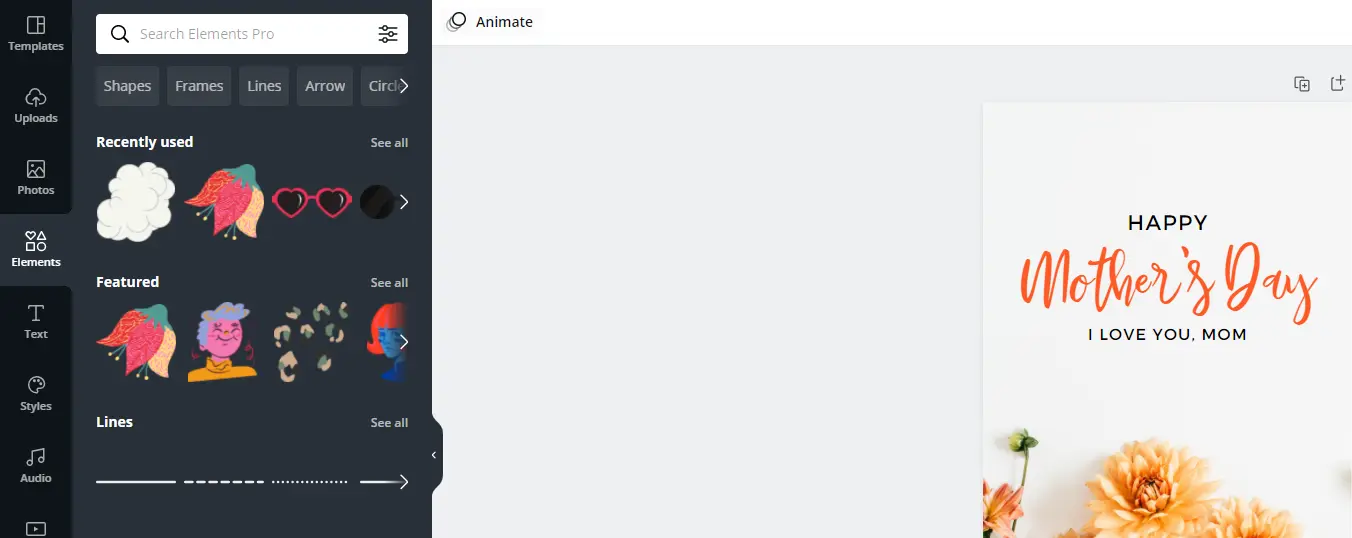 Templates
Uploads
Photos
Elements
Text
Styles
Audio
Search Elements Pro
Shapes Frames Lines Arrow Circ
Recently used See all
Featured See all
Lines See all
Animate
HAPPY
Mother's Day
I LOVE YOU, MOM